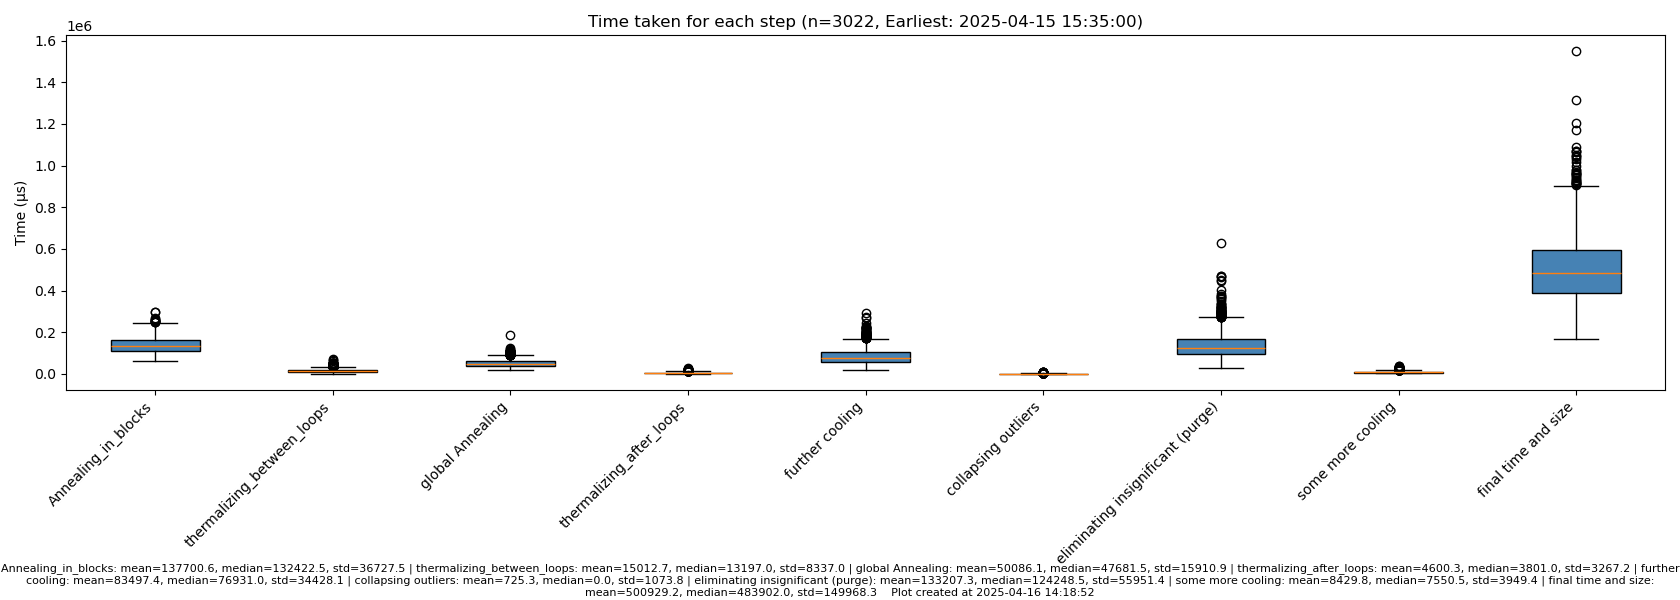 Time taken for each step (n=3022, Earliest: 2025-04-15 15:35:00)
1e6
1.6
1.4
1.2
1.0
0.8
0.6
0.4
0.2
0.0
Time (µs)
Annealing_in_blocks
thermalizing_between_loops
global Annealing
thermalizing_after_loops
further cooling
collapsing outliers
eliminating insignificant (purge)
some more cooling
final time and size
Annealing_in_blocks: mean=137700.6, median=132422.5, std=36727.5 | thermalizing_between_loops: mean=15012.7, median=13197.0, std=8337.0 | global Annealing: mean=50086.1, median=47681.5, std=15910.9 | thermalizing_after_loops: mean=4600.3, median=3801.0, std=3267.2 | further
cooling: mean=83497.4, median=76931.0, std=34428.1 | collapsing outliers: mean=725.3, median=0.0, std=1073.8 | eliminating insignificant (purge): mean=133207.3, median=124248.5, std=55951.4 | some more cooling: mean=8429.8, median=7550.5, std=3949.4 | final time and size:
mean=500929.2, median=483902.0, std=149968.3    Plot created at 2025-04-16 14:18:52